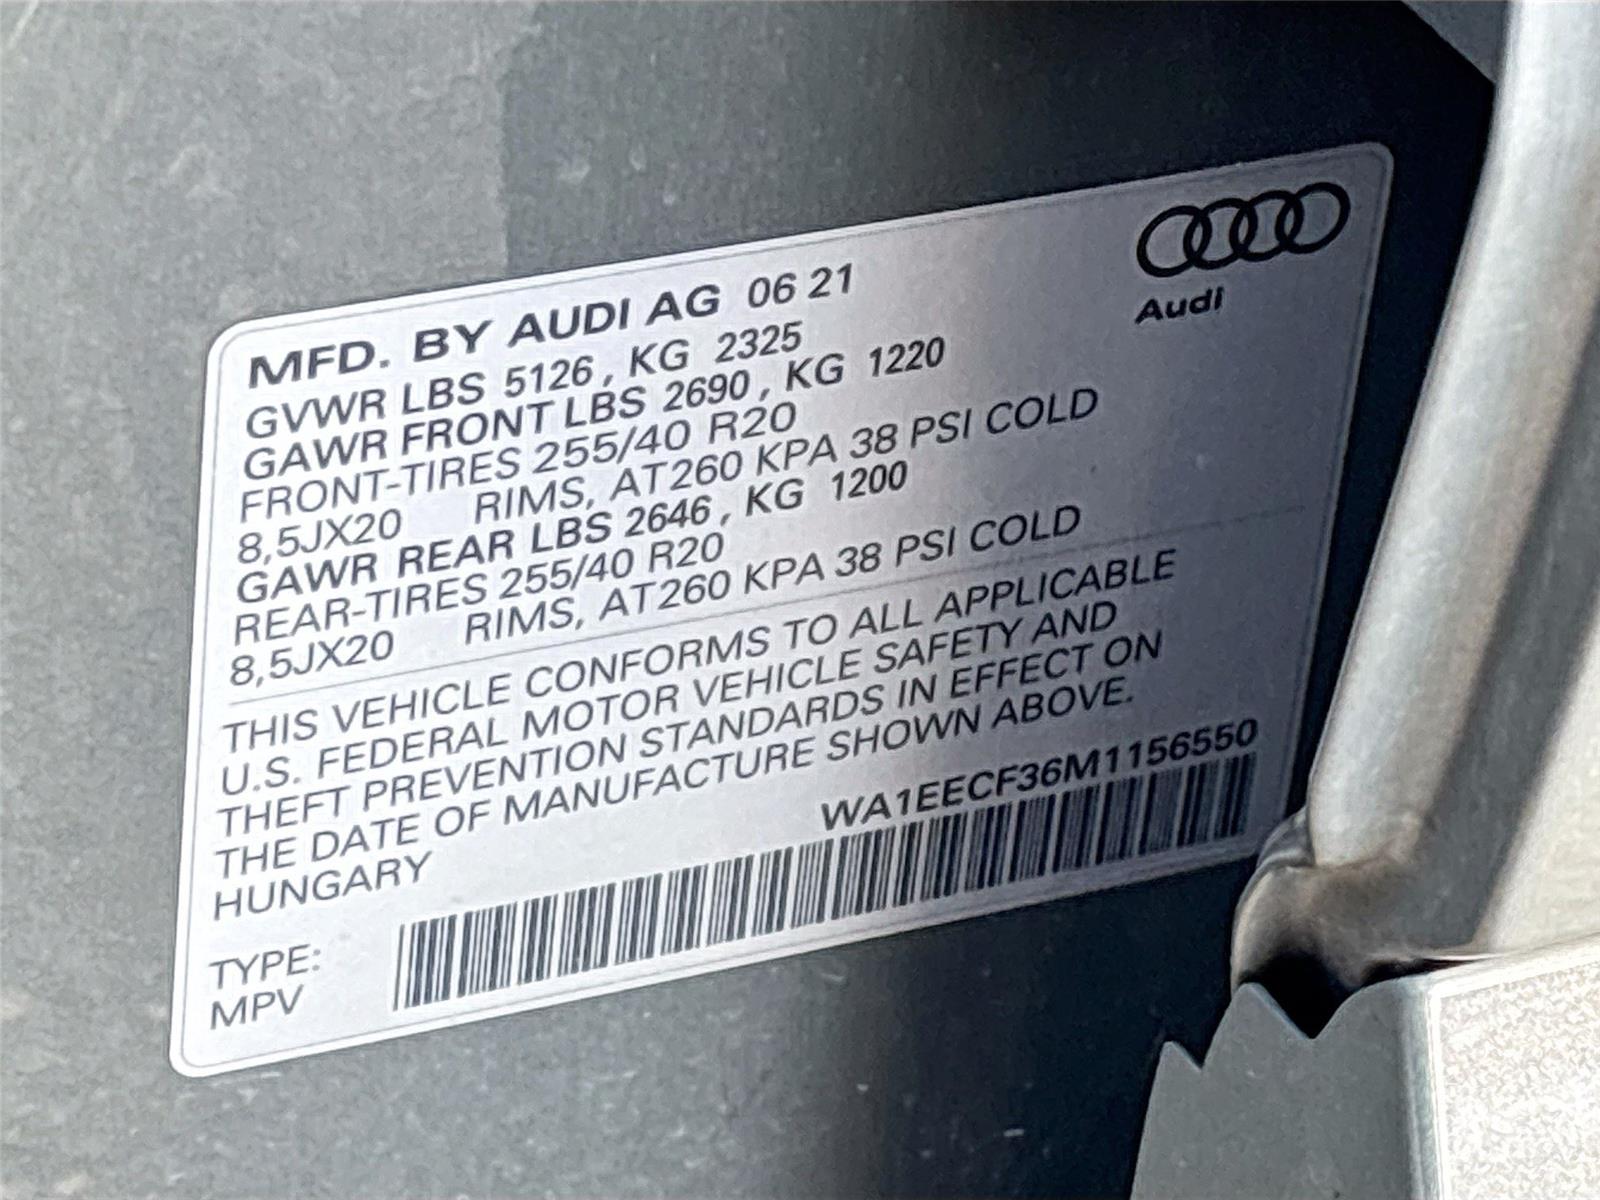 MFD. BY AUDI AG 06 21
Audi
GVWR LBS 5126, KG 2325
GAWR FRONT LBS 2690, KG 1220
FRONT-TIRES 255/40 R20
8,5JX20 RIMS, AT260 KPA 38 PSI COLD
GAWR REAR LBS 2646, KG 1200
REAR-TIRES 255/40 R20
8,5JX20 RIMS, AT260 KPA 38 PSI COLD
THIS VEHICLE CONFORMS TO ALL APPLICABLE
U.S. FEDERAL MOTOR VEHICLE SAFETY AND
THEFT PREVENTION STANDARDS IN EFFECT ON
THE DATE OF MANUFACTURE SHOWN ABOVE.
HUNGARY
WA1EECF36M1156550
TYPE:
MPV